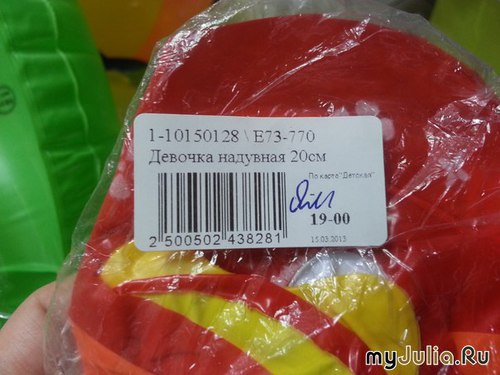 1-10150128 \ E73-770
Девочка надувная 20см
По карте "Детская"
19-00
2 500502 438281
15.03.2013
myJulia.Ru